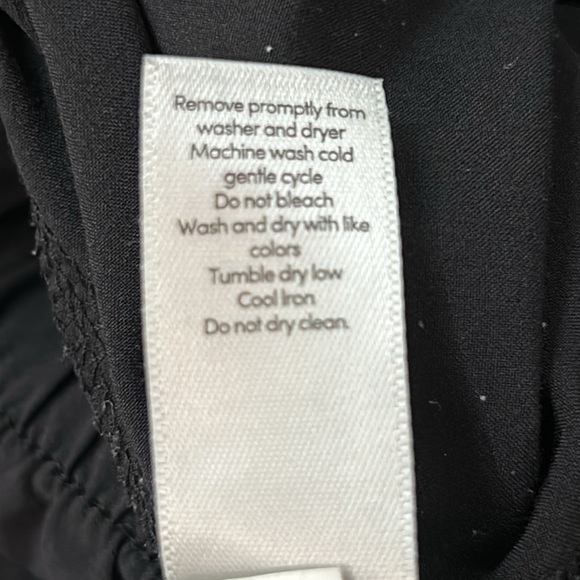 Remove promptly from
washer and dryer
Machine wash cold
gentle cycle
Do not bleach
Wash and dry with like
colors
Tumble dry low
Cool Iron
Do not dry clean.